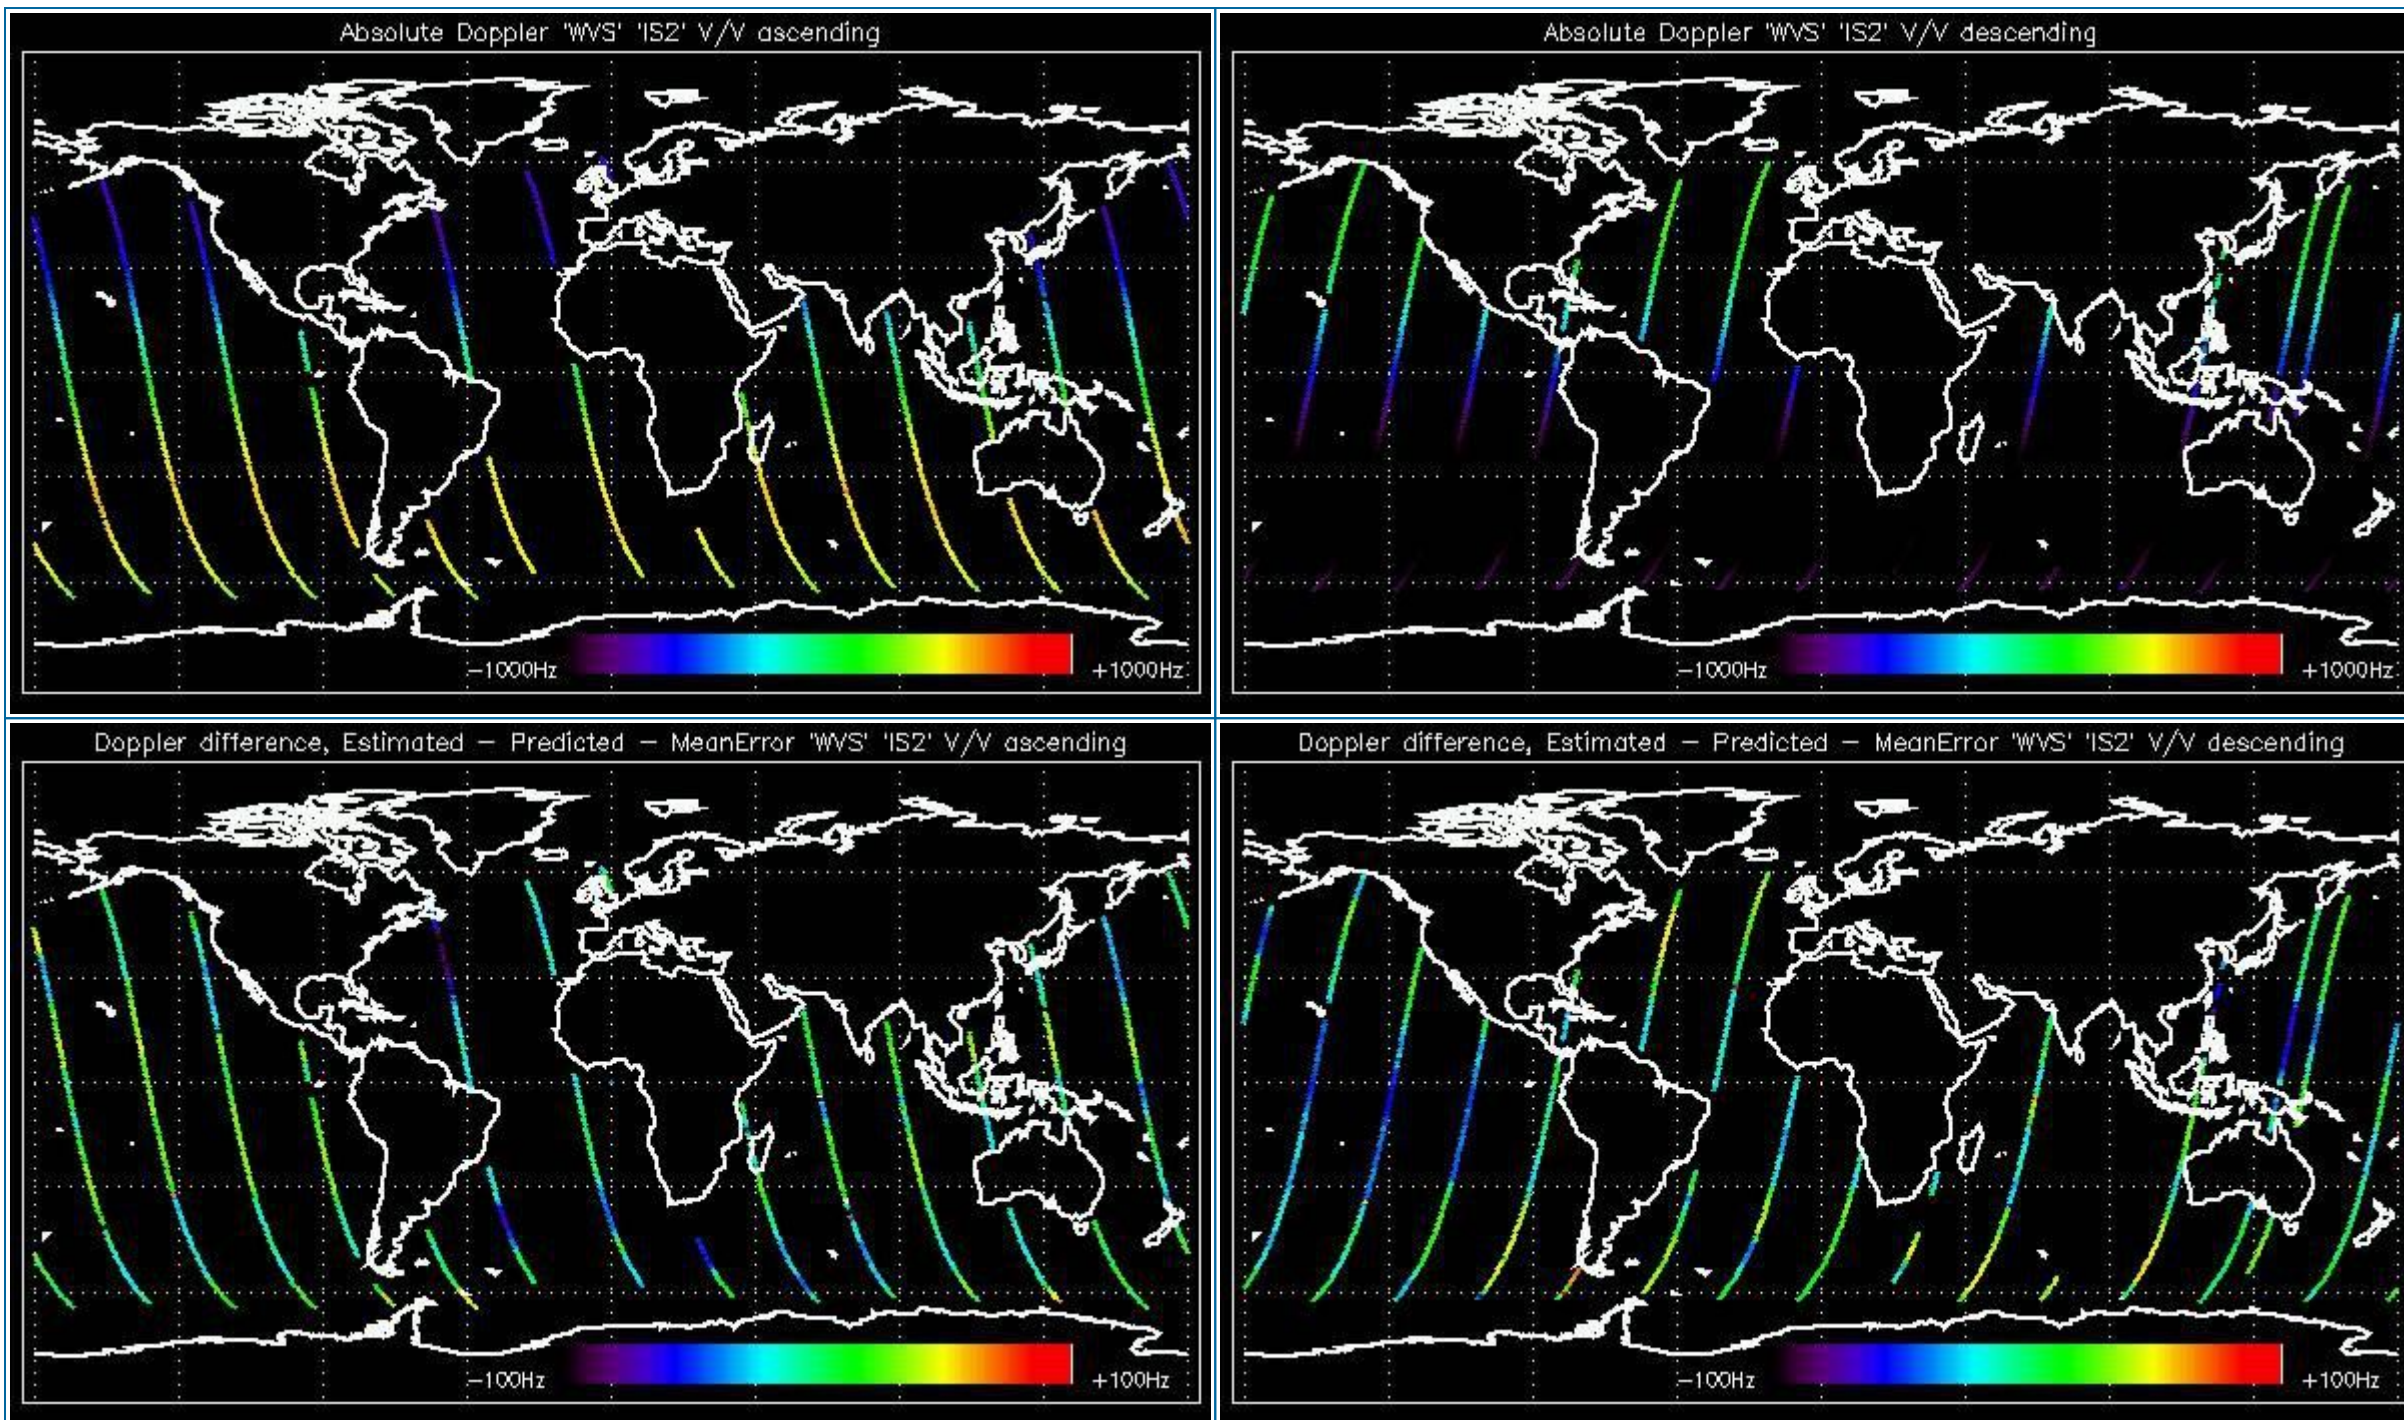 Absolute Doppler 'WVS' 'IS2' V/V ascending
−1000Hz
+1000Hz
Absolute Doppler 'WVS' 'IS2' V/V descending
−1000Hz
+1000Hz
Doppler difference, Estimated − Predicted − MeanError 'WVS' 'IS2' V/V ascending
−100Hz
+100Hz
Doppler difference, Estimated − Predicted − MeanError 'WVS' 'IS2' V/V descending
−100Hz
+100Hz